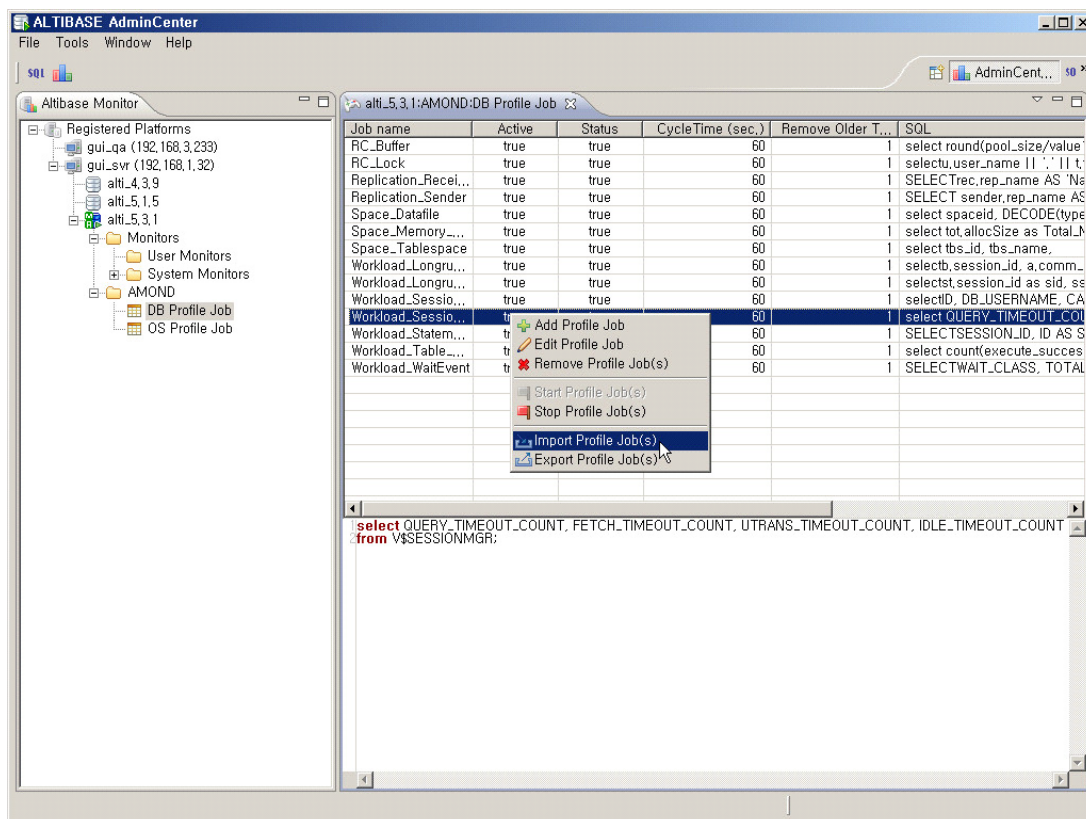 ALTIBASE AdminCenter
File Tools Window Help
SQL
AdminCent...
Altibase Monitor
alti_5.3.1:AMOND:DB Profile Job
Registered Platforms
gui_qa (192.168.3.233)
gui_svr (192.168.1.32)
alti_4.3.9
alti_5.1.5
alti_5.3.1
Monitors
User Monitors
System Monitors
AMOND
DB Profile Job
OS Profile Job
Job name Active Status CycleTime (sec.) Remove Older T... SQL
RC_Buffer true true 60 1 select round(pool_size/value
RC_Lock true true 60 1 selectu.user_name || '.' || t.
Replication_Recei... true true 60 1 SELECTrec.rep_name AS 'Na
Replication_Sender true true 60 1 SELECT sender.rep_name AS
Space_Datafile true true 60 1 select spaceid, DECODE(type
Space_Memory_... true true 60 1 select tot.allocSize as Total_M
Space_Tablespace true true 60 1 select tbs_id, tbs_name,
Workload_Longru... true true 60 1 selectb.session_id, a.comm_
Workload_Longru... true true 60 1 selectst.session_id as sid, ss
Workload_Sessio... true true 60 1 selectID, DB_USERNAME, CA
Workload_Sessio... 60 1 select QUERY_TIMEOUT_COU
Workload_Statem... 60 1 SELECTSESSION_ID, ID AS S
Workload_Table_... 60 1 select count(execute_succes
Workload_WaitEvent 60 1 SELECTWAIT_CLASS, TOTAL
Add Profile Job
Edit Profile Job
Remove Profile Job(s)
Start Profile Job(s)
Stop Profile Job(s)
Import Profile Job(s)
Export Profile Job(s)
1 select QUERY_TIMEOUT_COUNT, FETCH_TIMEOUT_COUNT, UTRANS_TIMEOUT_COUNT, IDLE_TIMEOUT_COUNT
2 from V$SESSIONMGR;